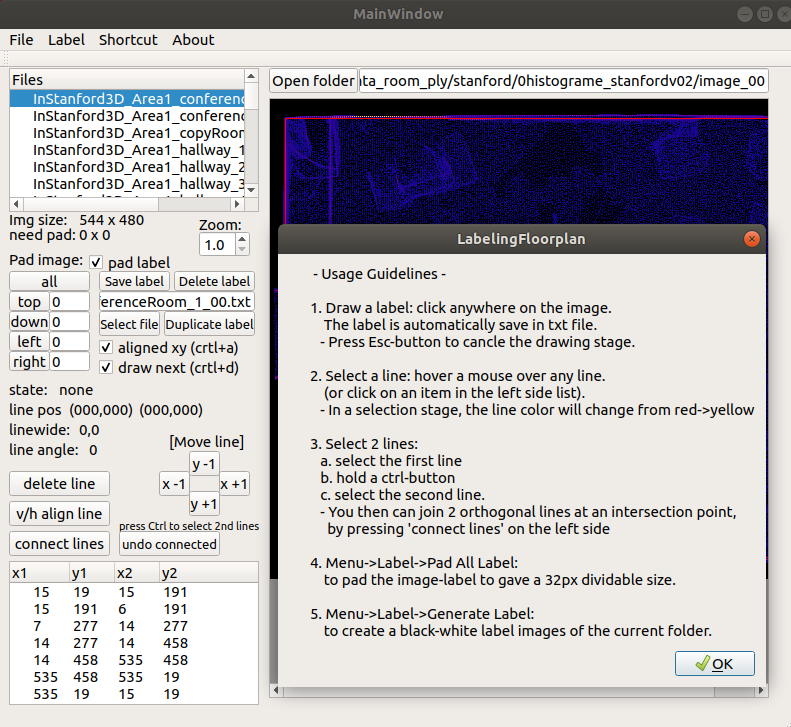 MainWindow
File Label Shortcut About
Files
InStanford3D_Area1_conferenc
InStanford3D_Area1_conferenc
InStanford3D_Area1_copyRoom
InStanford3D_Area1_hallway_1
InStanford3D_Area1_hallway_2
InStanford3D_Area1_hallway_3
Open folder ata_room_ply/stanford/0histograme_stanfordv02/image_00
Img size: 544 x 480
need pad: 0 x 0
Zoom:
1.0
Pad image: pad label
all Save label Delete label
top 0 ferenceRoom_1_00.txt
down 0 Select file Duplicate label
left 0 aligned xy (crtl+a)
right 0 draw next (crtl+d)
state: none
line pos (000,000) (000,000)
linewide: 0,0
line angle: 0
[Move line]
y -1
delete line x -1 x +1
y +1
v/h align line
press Ctrl to select 2nd lines
connect lines undo connected
x1 y1 x2 y2
15 19 15 191
15 191 6 191
7 277 14 277
14 277 14 458
14 458 535 458
535 458 535 19
535 19 15 19
LabelingFloorplan
- Usage Guidelines -
1. Draw a label: click anywhere on the image.
The label is automatically save in txt file.
- Press Esc-button to cancle the drawing stage.
2. Select a line: hover a mouse over any line.
(or click on an item in the left side list).
- In a selection stage, the line color will change from red->yellow
3. Select 2 lines:
a. select the first line
b. hold a ctrl-button
c. select the second line.
- You then can join 2 orthogonal lines at an intersection point,
by pressing 'connect lines' on the left side
4. Menu->Label->Pad All Label:
to pad the image-label to gave a 32px dividable size.
5. Menu->Label->Generate Label:
to create a black-white label images of the current folder.
OK